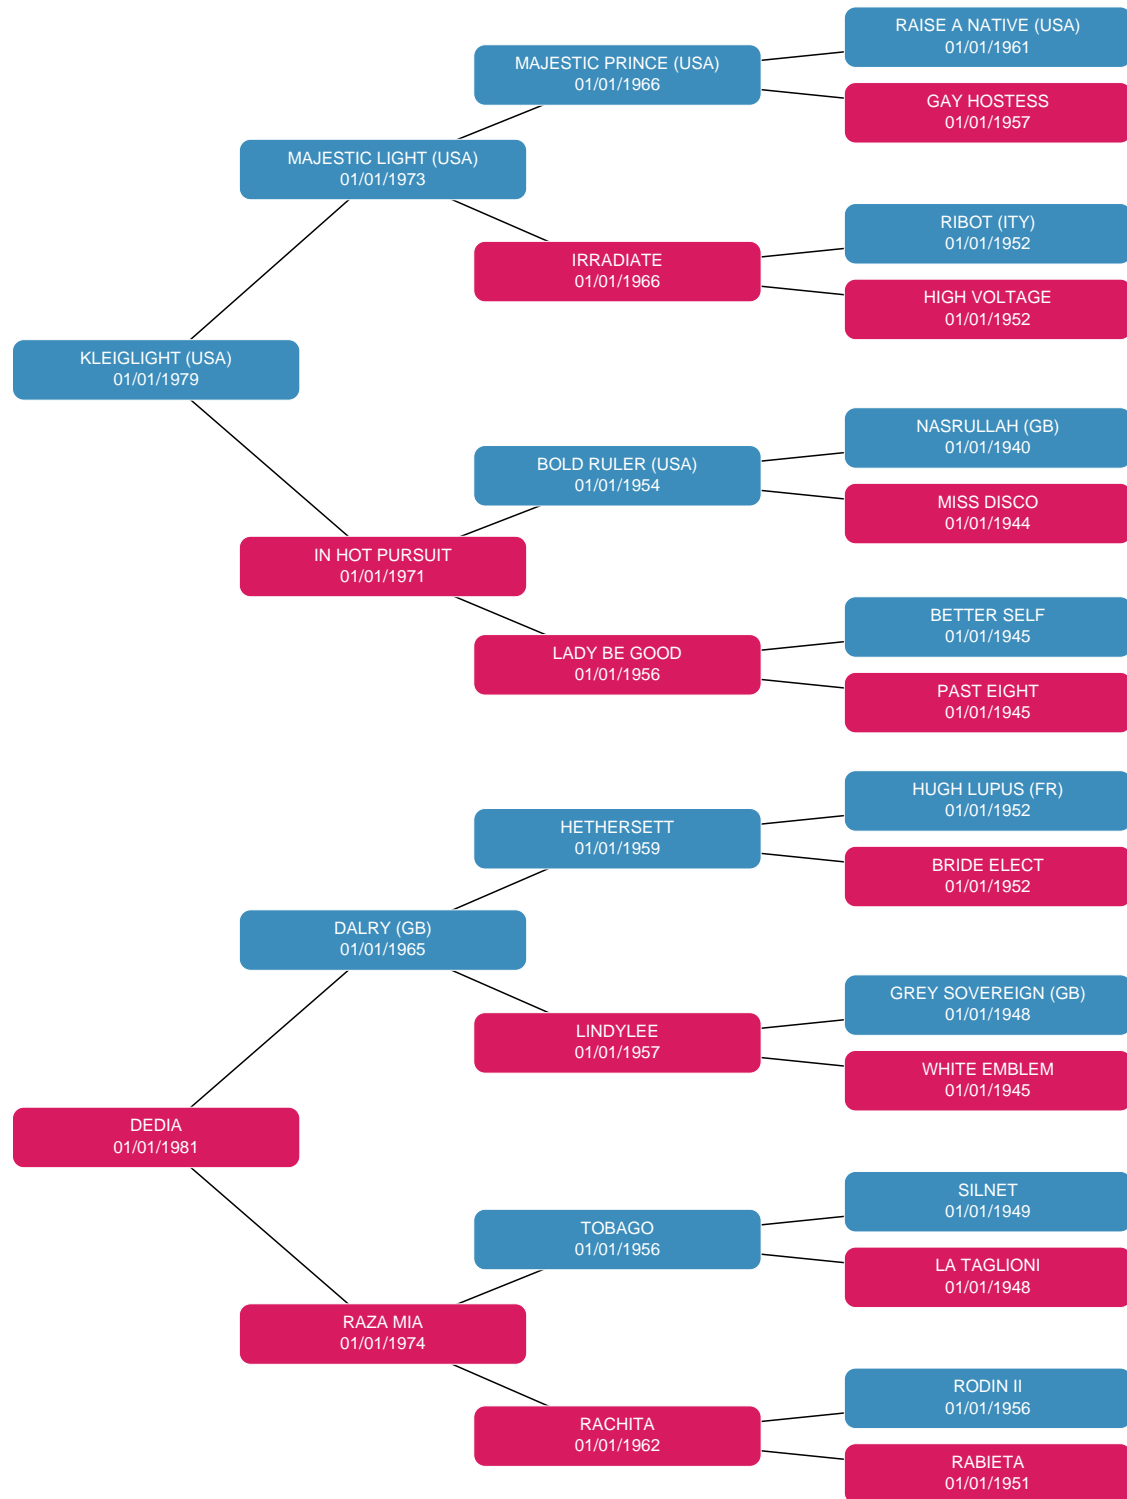 RAISE A NATIVE (USA)
01/01/1961
MAJESTIC PRINCE (USA)
01/01/1966
GAY HOSTESS
01/01/1957
MAJESTIC LIGHT (USA)
01/01/1973
RIBOT (ITY)
01/01/1952
IRRADIATE
01/01/1966
HIGH VOLTAGE
01/01/1952
KLEIGLIGHT (USA)
01/01/1979
NASRULLAH (GB)
01/01/1940
BOLD RULER (USA)
01/01/1954
MISS DISCO
01/01/1944
IN HOT PURSUIT
01/01/1971
BETTER SELF
01/01/1945
LADY BE GOOD
01/01/1956
PAST EIGHT
01/01/1945
HUGH LUPUS (FR)
01/01/1952
HETHERSETT
01/01/1959
BRIDE ELECT
01/01/1952
DALRY (GB)
01/01/1965
GREY SOVEREIGN (GB)
01/01/1948
LINDYLEE
01/01/1957
WHITE EMBLEM
01/01/1945
DEDIA
01/01/1981
SILNET
01/01/1949
TOBAGO
01/01/1956
LA TAGLIONI
01/01/1948
RAZA MIA
01/01/1974
RODIN II
01/01/1956
RACHITA
01/01/1962
RABIETA
01/01/1951